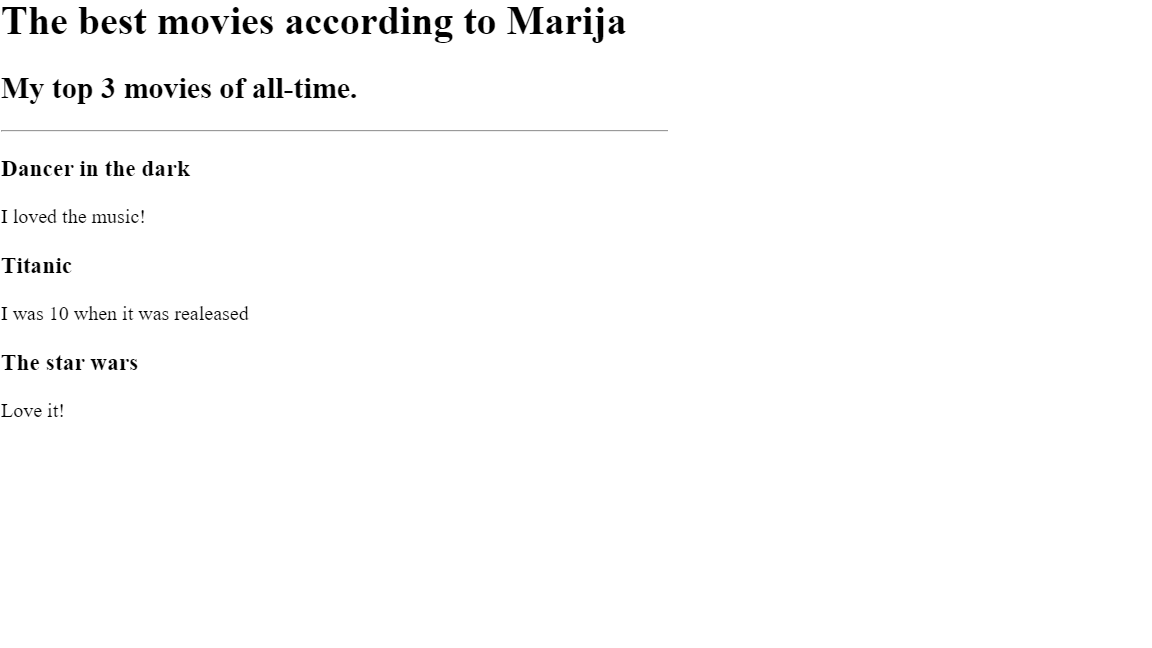 The best movies according to Marija
My top 3 movies of all-time.
Dancer in the dark
I loved the music!
Titanic
I was 10 when it was realeased
The star wars
Love it!